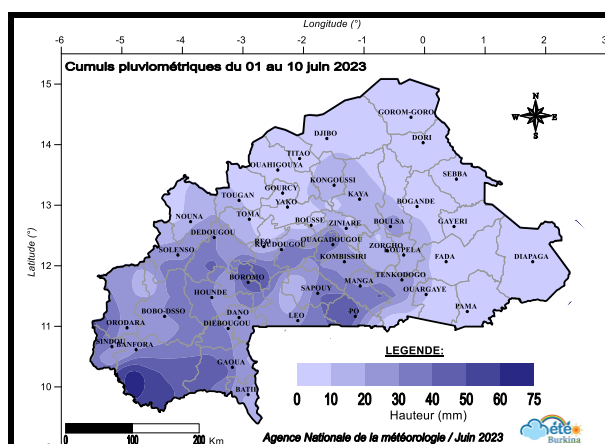 Longitude (°)
-6 -5 -4 -3 -2 -1 0 1 2 3
Cumuls pluviométriques du 01 au 10 juin 2023
15
14
13
12
11
10
Latitude (°)
N
W E
S
GOROM-GORO
DJIBO
DORI
TITAO
OUAHIGOUYA
SEBBA
KONGOUSSI
GOURCY
TOUGAN
KAYA
YAKO
BOGANDE
NOUNA
TOMA
BOUSSE
ZINIARE
BOULSA
GAYERI
DEDOUGOU
REO
KOUDOUGOU
OUAGADOUGOU
SOLENSO
ZORGHO
KOUPELA
KOMBISSIRI
FADA
DIAPAGA
BOROMO
TENKODOGO
HOUNDE
SAPOUY
MANGA
OUARGAYE
BOBO-DSSO
DANO
LEO
PO
PAMA
ORODARA
DIEBOUGOU
SINDOU
BANFORA
GAOUA
BATIE
LEGENDE:
0 10 20 30 40 50 60 75
Hauteur (mm)
0 100 200 Km
Agence Nationale de la météorologie / Juin 2023
météo
Burkina